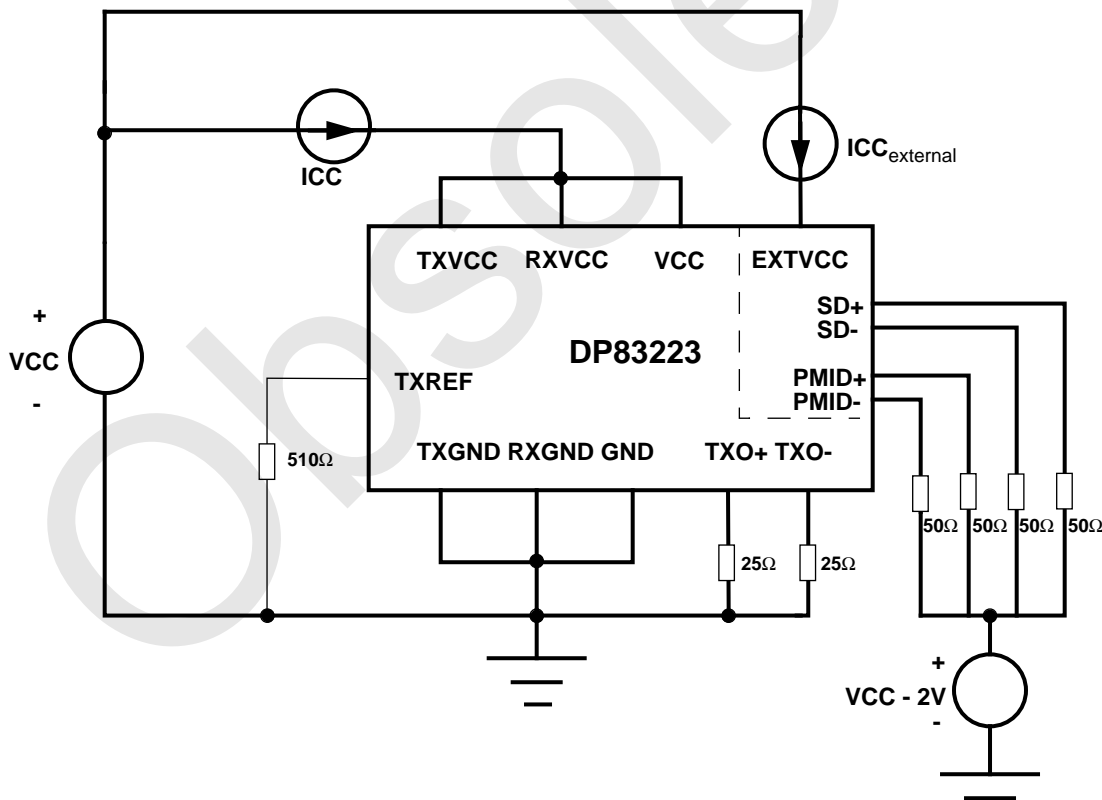 Obsole
ICC
ICCexternal
TXVCC RXVCC VCC EXTVCC
SD+
SD-
+
VCC
-
DP83223
TXREF
PMID+
PMID-
510Ω
TXGND RXGND GND TXO+ TXO-
50Ω 50Ω 50Ω 50Ω
25Ω 25Ω
+
VCC - 2V
-